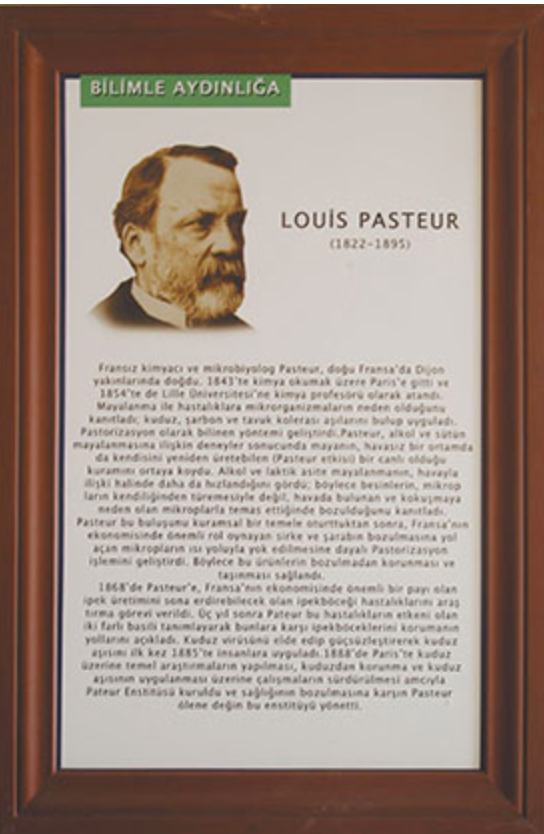 BİLİMLE AYDINLIĞA
LOUİS PASTEUR
(1822-1895)
Fransız kimyacı ve mikrobiyolog Pasteur, doğu Fransa'da Dijon
yakınlarında doğdu. 1843'te kimya okumak üzere Paris'e gitti ve
1854'te de Lille Üniversitesi'ne kimya profesörü olarak atandı.
Mayalanma ile hastalıklara mikrorganizmaların neden olduğunu
kanıtladı; kuduz, şarbon ve tavuk kolerası aşılarını bulup uyguladı.
Pastorizasyon olarak bilinen yöntemi geliştirdi.Pasteur, alkol ve sütün
mayalanmasına ilişkin deneyler sonucunda mayanın, havasız bir ortamda
da kendisini yeniden üretebilen (Pasteur etkisi) bir canlı olduğu
kuramını ortaya koydu. Alkol ve laktik asite mayalanmanın, havayla
ilişki halinde daha da hızlandığını gördü; böylece besinlerin, mikrop
ların kendiliğinden türemesiyle değil, havada bulunan ve kokuşmaya
neden olan mikroplarla temas ettiğinde bozulduğunu kanıtladı.
Pasteur bu buluşunu kuramsal bir temele oturttuktan sonra, Fransa'nın
ekonomisinde önemli rol oynayan sirke ve şarabın bozulmasına yol
açan mikropların ısı yoluyla yok edilmesine dayalı Pastorizasyon
işlemini geliştirdi. Böylece bu ürünlerin bozulmadan korunması ve
taşınması sağlandı.
1868'de Pasteur'e, Fransa'nın ekonomisinde önemli bir payı olan
ipek üretimini sona erdirebilecek olan ipekböceği hastalıklarını araş
tırma görevi verildi. Üç yıl sonra Pateur bu hastalıkların etkeni olan
iki farlı basili tanımlayarak bunlara karşı ipekböceklerini korumanın
yollarını açıkladı. Kuduz virüsünü elde edip güçsüzleştirerek kuduz
aşısını ilk kez 1885'te insanlara uyguladı.1888'de Paris'te kuduz
üzerine temel araştırmaların yapılması, kuduzdan korunma ve kuduz
aşısının uygulanması üzerine çalışmaların sürdürülmesi amcıyla
Pateur Enstitüsü kuruldu ve sağlığının bozulmasına karşın Pasteur
ölene değin bu enstitüyü yönetti.